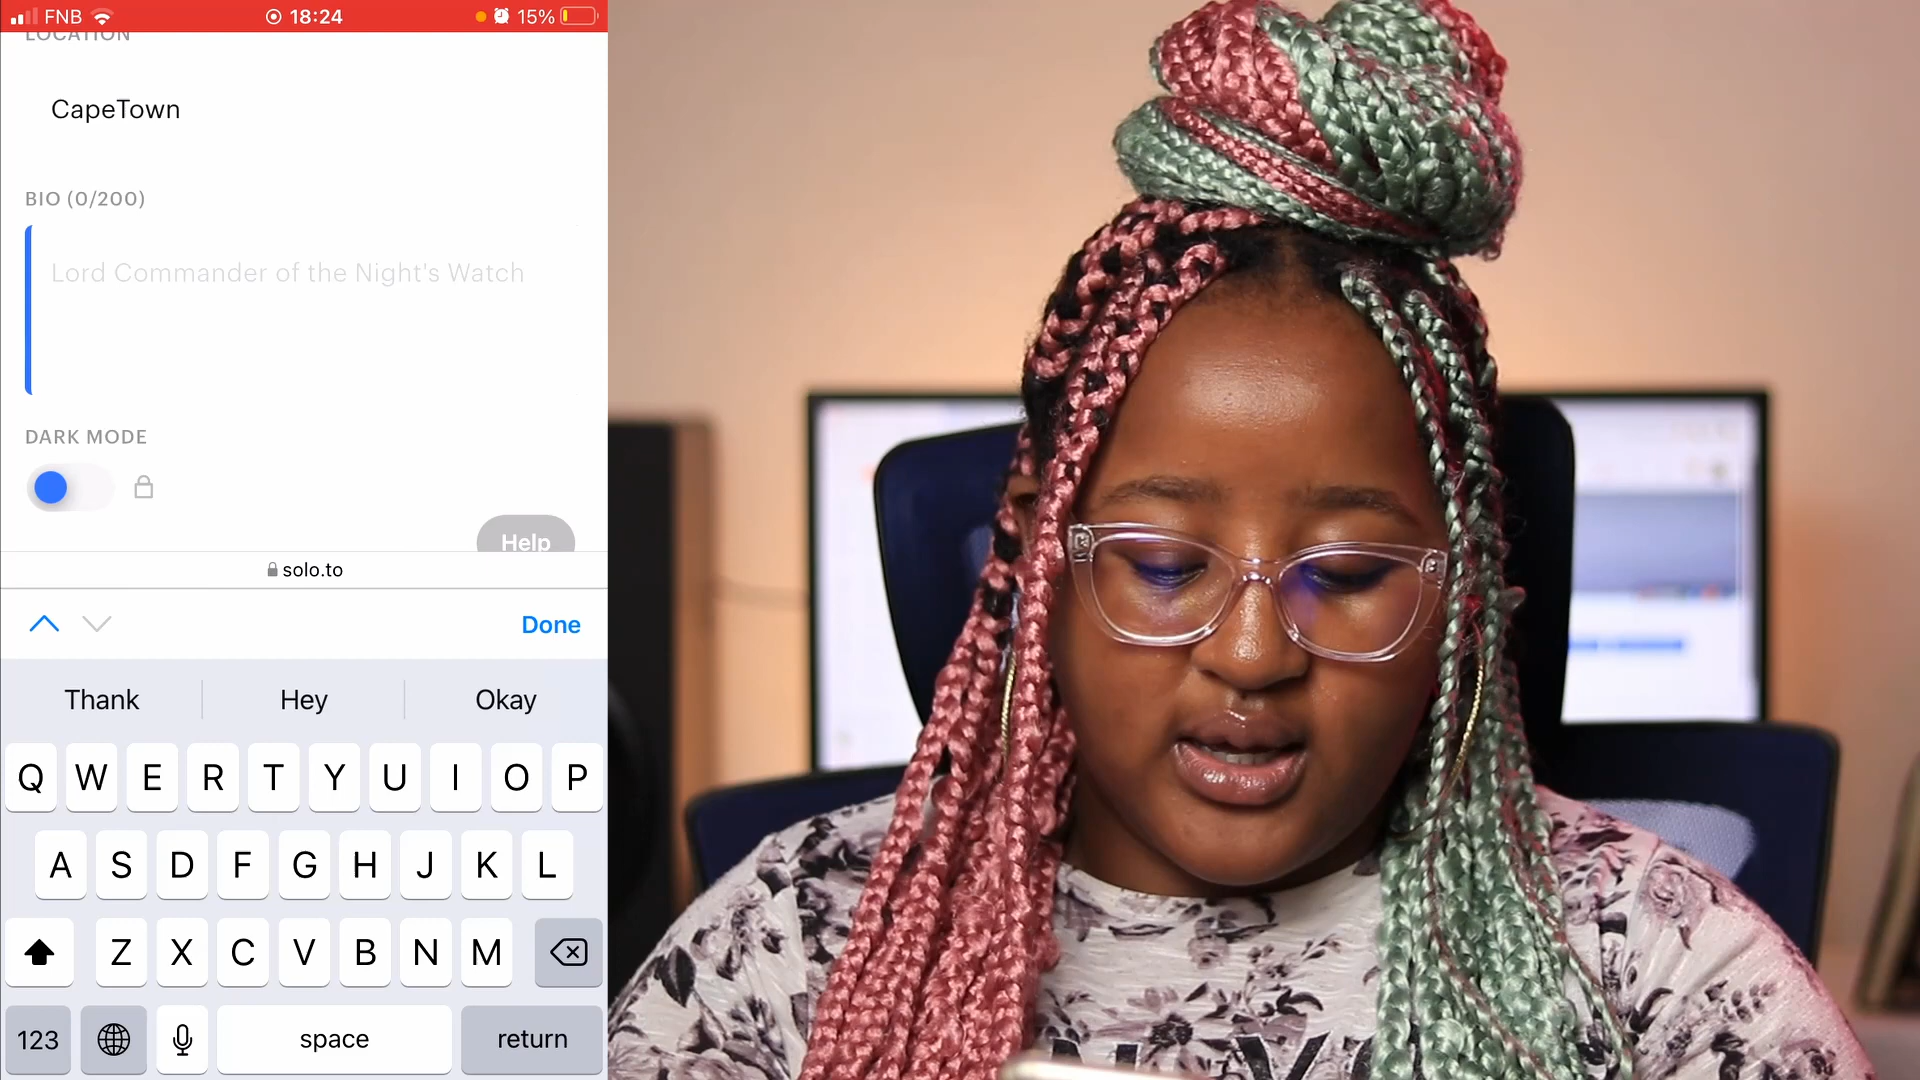 FNB 18:24 15%
LOCATION
CapeTown
BIO (0/200)
Lord Commander of the Night's Watch
DARK MODE
Help
solo.to
Done
Thank Hey Okay
Q W E R T Y U I O P
A S D F G H J K L
Z X C V B N M
123 space return